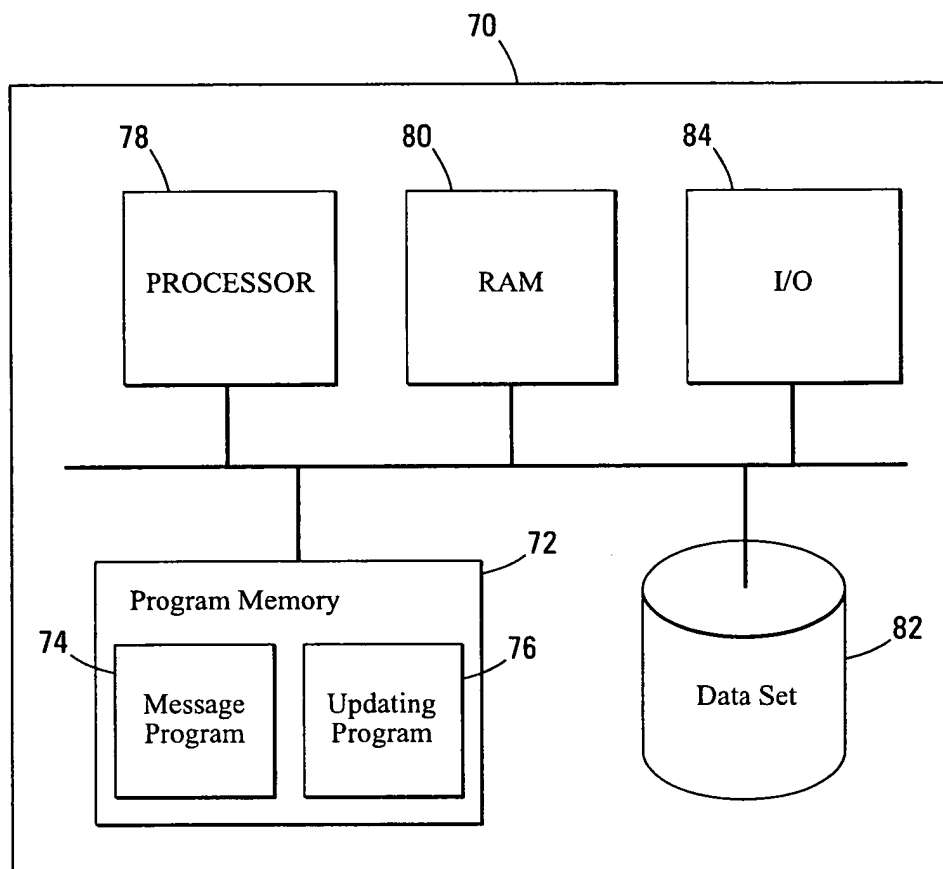 70
78
80
84
PROCESSOR
RAM
I/O
72
Program Memory
74
76
82
Message
Program
Updating
Program
Data Set